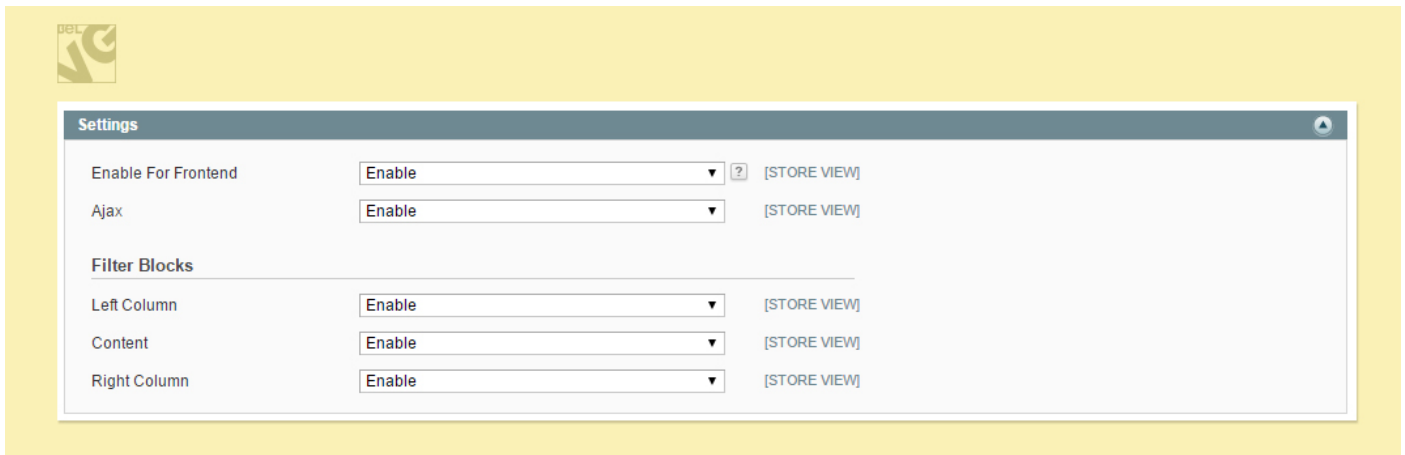 Settings
Enable For Frontend Enable ? [STORE VIEW]
Ajax Enable [STORE VIEW]
Filter Blocks
Left Column Enable [STORE VIEW]
Content Enable [STORE VIEW]
Right Column Enable [STORE VIEW]